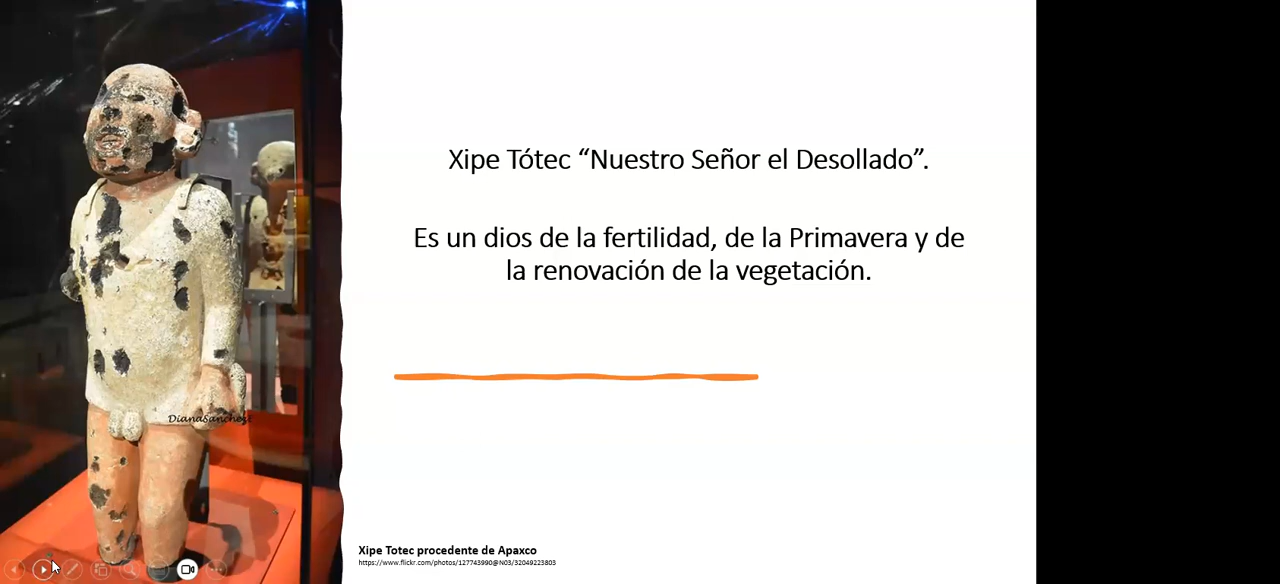 Xipe Tótec “Nuestro Señor el Desollado”.
Es un dios de la fertilidad, de la Primavera y de
la renovación de la vegetación.
DianaSanchez
Xipe Totec procedente de Apaxco
https://www.flickr.com/photos/127743990@N03/32049223803